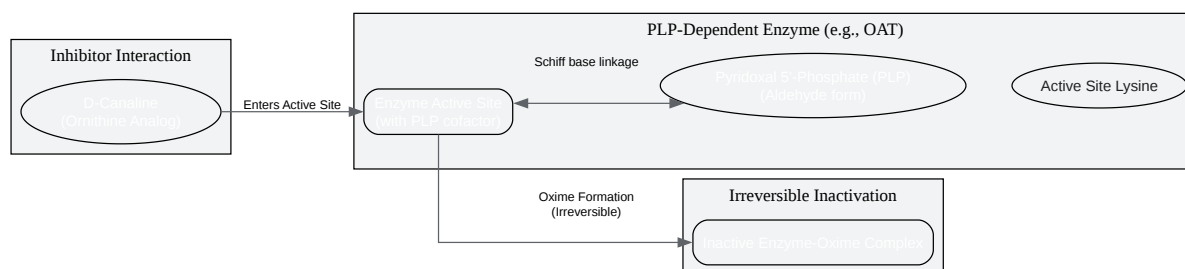 PLP-Dependent Enzyme (e.g., OAT)
Inhibitor Interaction
Schiff base linkage
Pyridoxal 5'-Phosphate (PLP)
(Aldehyde form)
Active Site Lysine
D-Canaline
(Ornithine Analog)
Enters Active Site
Enzyme Active Site
(with PLP cofactor)
Oxime Formation
(Irreversible)
Irreversible Inactivation
Inactive Enzyme-Oxime Complex